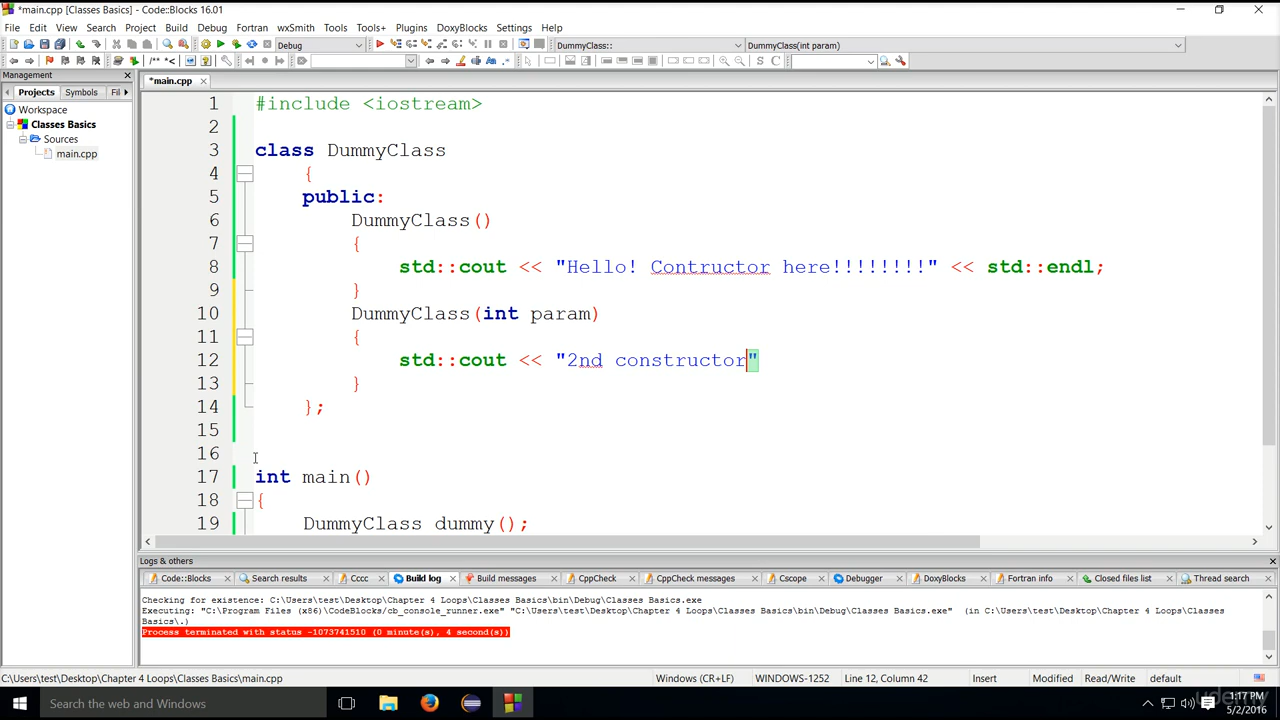 *main.cpp [Classes Basics] - Code::Blocks 16.01
File Edit View Search Project Build Debug Fortran wxSmith Tools Tools+ Plugins DoxyBlocks Settings Help
Debug DummyClass:: DummyClass(int param)
/** *< .* S C
Management
Projects Symbols Fil
*main.cpp
Workspace
Classes Basics
Sources
main.cpp
1 #include <iostream>
2
3 class DummyClass
4 {
5 public:
6 DummyClass()
7 {
8 std::cout << "Hello! Contructor here!!!!!!!!" << std::endl;
9 }
10 DummyClass(int param)
11 {
12 std::cout << "2nd constructor"
13 }
14 };
15
16
17 int main()
18 {
19 DummyClass dummy();
Logs & others
Code::Blocks Search results Cccc Build log Build messages CppCheck CppCheck messages Cscope Debugger DoxyBlocks Fortran info Closed files list Thread search
Checking for existence: C:\Users\test\Desktop\Chapter 4 Loops\Classes Basics\bin\Debug\Classes Basics.exe
Executing: "C:\Program Files (x86)\CodeBlocks/cb_console_runner.exe" "C:\Users\test\Desktop\Chapter 4 Loops\Classes Basics\bin\Debug\Classes Basics.exe" (in C:\Users\test\Desktop\Chapter 4 Loops\Classes
Basics\.)
Process terminated with status -1073741510 (0 minute(s), 4 second(s))
C:\Users\test\Desktop\Chapter 4 Loops\Classes Basics\main.cpp Windows (CR+LF) WINDOWS-1252 Line 12, Column 42 Insert Modified Read/Write default
Search the web and Windows
1:17 PM
5/2/2016
udemy